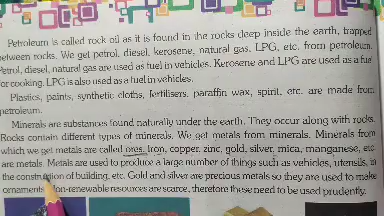 Petroleum is called rock oil as it is found in the rocks deep inside the earth, trapped
between rocks. We get petrol, diesel, kerosene, natural gas, LPG, etc. from petroleum.
Petrol, diesel, natural gas are used as fuel in vehicles. Kerosene and LPG are used as a fuel
for cooking. LPG is also used as a fuel in vehicles.
Plastics, paints, synthetic cloths, fertilisers, paraffin wax, spirit, etc. are made from
petroleum.
Minerals are substances found naturally under the earth. They occur along with rocks.
Rocks contain different types of minerals. We get metals from minerals. Minerals from
which we get metals are called ores. Iron, copper, zinc, gold, silver, mica, manganese, etc.
are metals. Metals are used to produce a large number of things such as vehicles, utensils, in
the construction of building, etc. Gold and silver are precious metals so they are used to make
ornaments. Non-renewable resources are scarce, therefore these need to be used prudently.